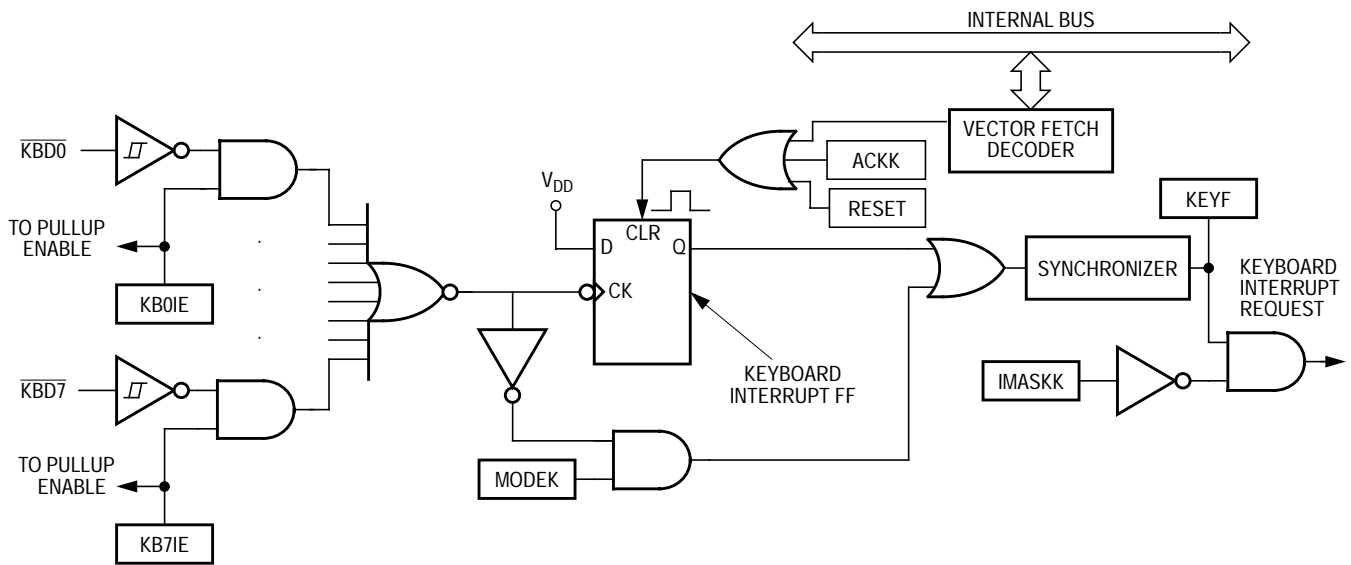 INTERNAL BUS
VECTOR FETCH
DECODER
KBD0
ACKK
VDD
RESET
KEYF
TO PULLUP
ENABLE
CLR
D
Q
SYNCHRONIZER
KEYBOARD
INTERRUPT
REQUEST
KB0IE
CK
KBD7
KEYBOARD
INTERRUPT FF
IMASKK
TO PULLUP
ENABLE
MODEK
KB7IE